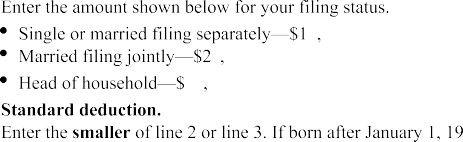 Enter the amount shown below for your filing status.
• Single or married filing separately—$1 ,
• Married filing jointly—$2 ,
• Head of household—$ ,
Standard deduction.
Enter the smaller of line 2 or line 3. If born after January 1, 19